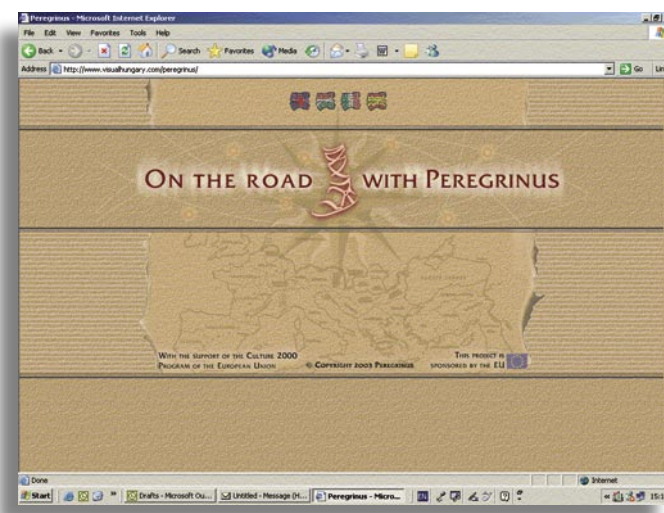 Peregrinus - Microsoft Internet Explorer
File Edit View Favorites Tools Help
Back Search Favorites Media
Address http://www.visualhungary.com/peregrinus/ Go
ON THE ROAD WITH PEREGRINUS
WITH THE SUPPORT OF THE CULTURE 2000
PROGRAM OF THE EUROPEAN UNION
© COPYRIGHT 2003 PEREGRINUS
THIS PROJECT IS
SPONSORED BY THE EU
Done Internet
Start Drafts - Microsoft Ou... Untitled - Message (H... Peregrinus - Micro...